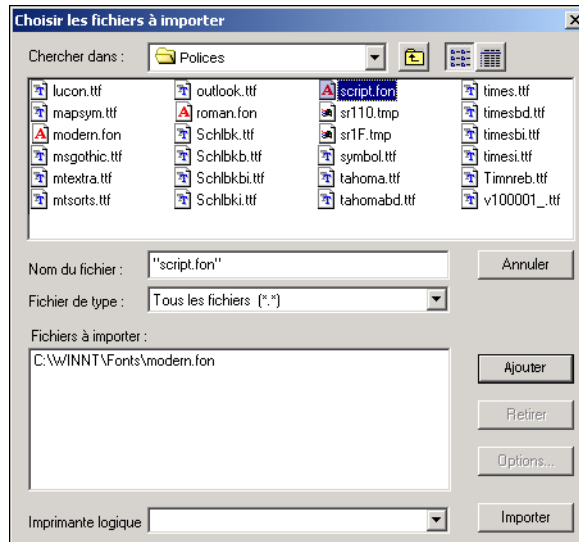 Choisir les fichiers à importer
Chercher dans :
Polices
lucon.ttf outlook.ttf script.fon times.ttf
mapsym.ttf roman.fon sr110.tmp timesbd.ttf
modern.fon Schlbk.ttf sr1F.tmp timesbi.ttf
msgothic.ttf Schlbkb.ttf symbol.ttf timesi.ttf
mtextra.ttf Schlbkbi.ttf tahoma.ttf Timnreb.ttf
mtsorts.ttf Schlbki.ttf tahomabd.ttf v100001_.ttf
Nom du fichier : "script.fon" Annuler
Fichier de type : Tous les fichiers (*.*)
Fichiers à importer :
C:\WINNT\Fonts\modern.fon
Ajouter
Retirer
Options...
Imprimante logique Importer